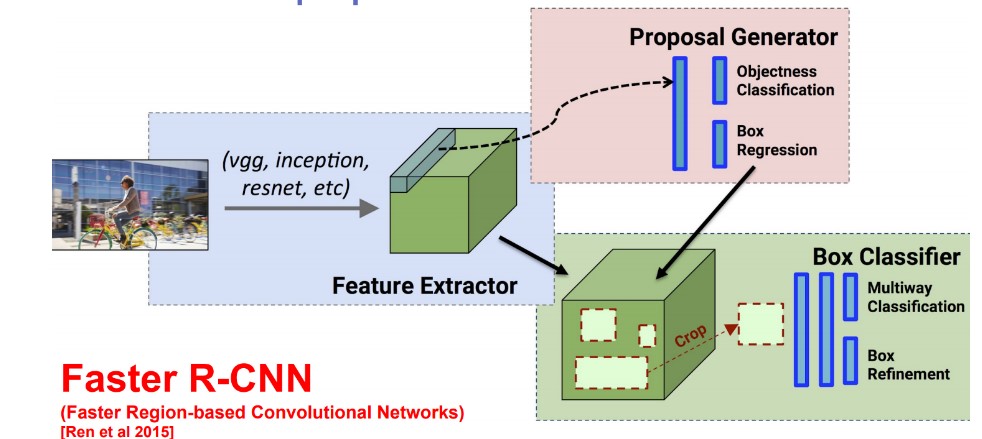 Proposal Generator
Objectness
Classification
Box
Regression
(vgg, inception,
resnet, etc)
Feature Extractor
Box Classifier
Multiway
Classification
Crop
Box
Refinement
Faster R-CNN
(Faster Region-based Convolutional Networks)
[Ren et al 2015]